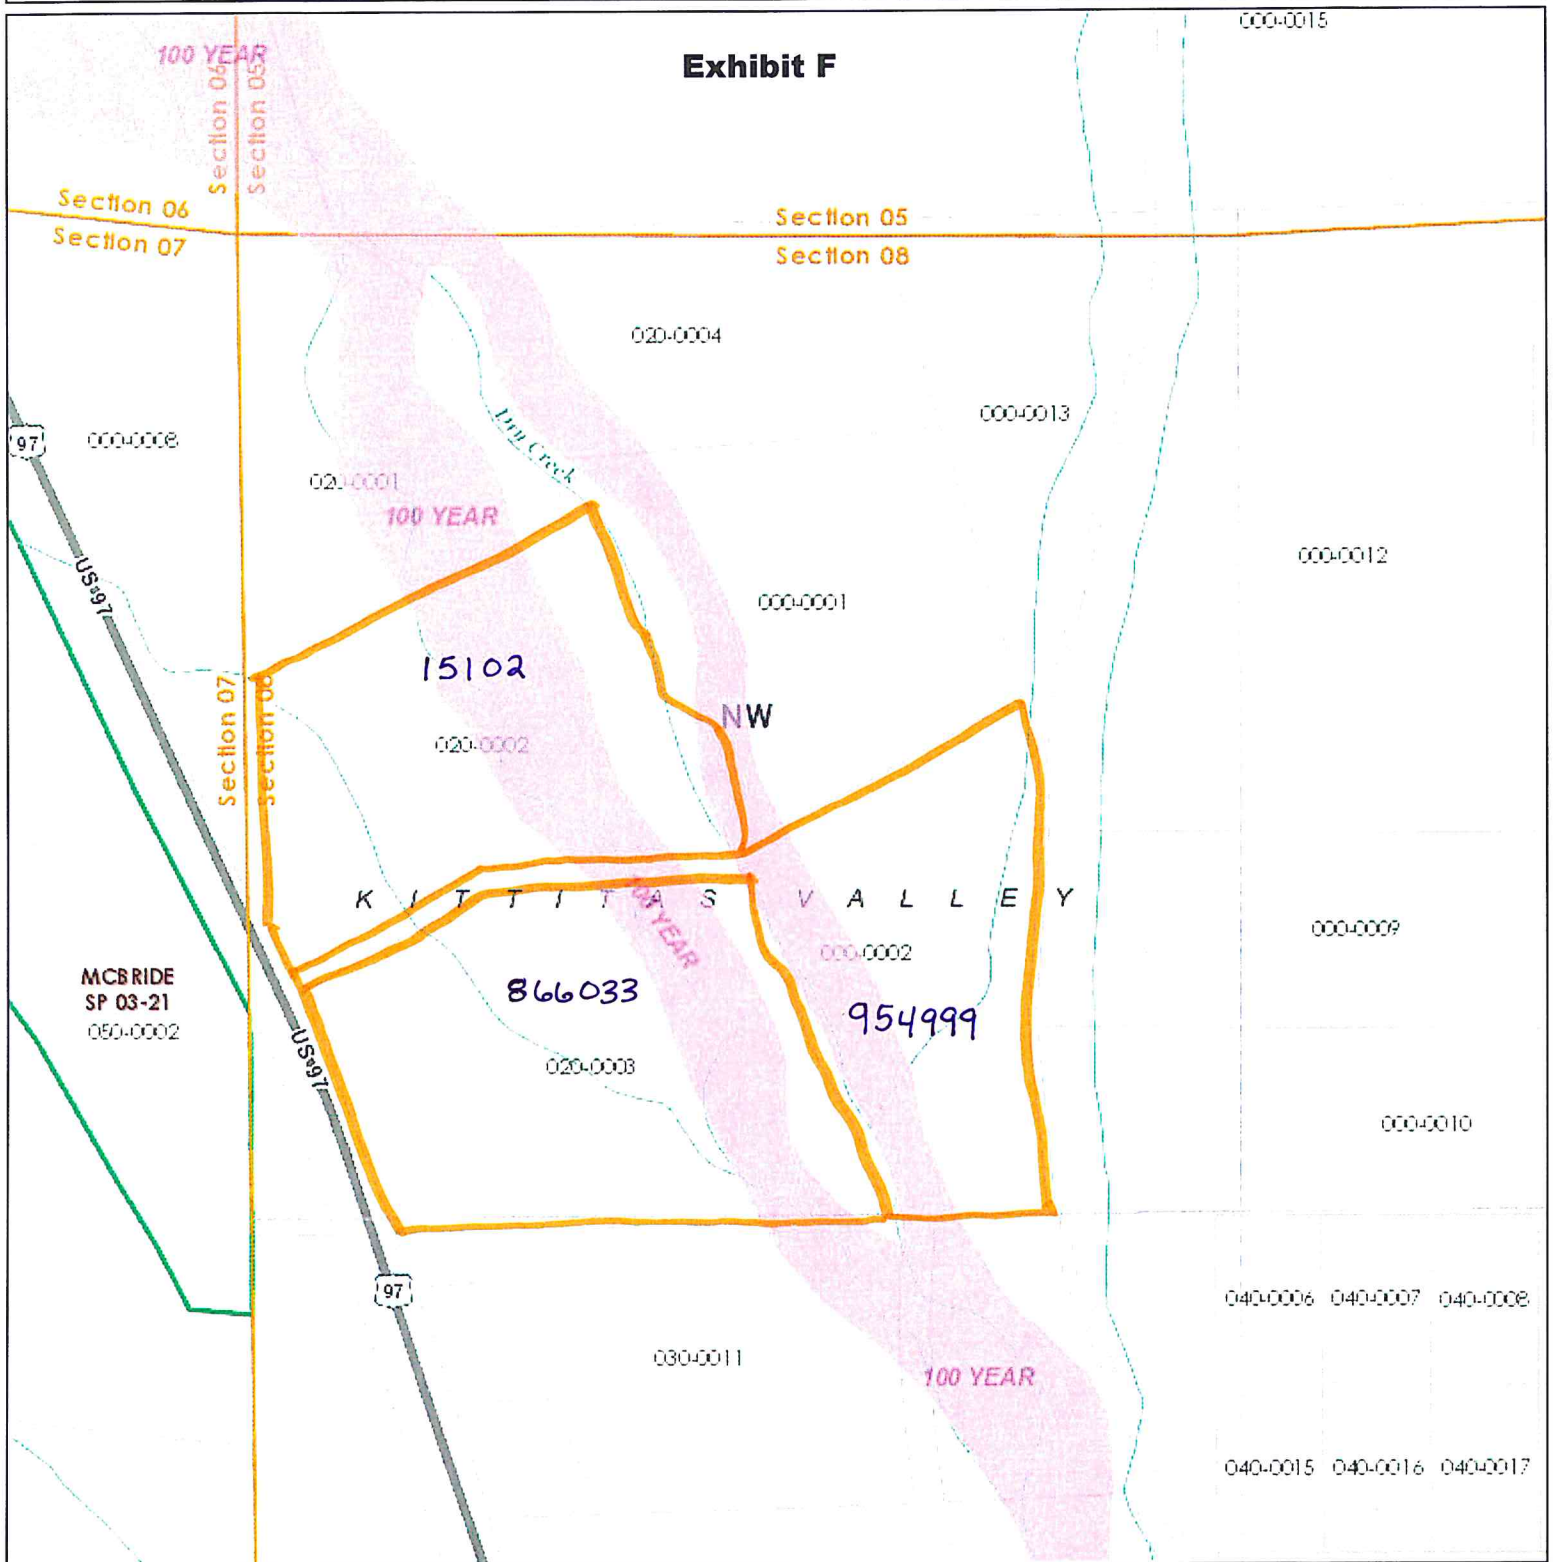 000-0015
Exhibit F
100 YEAR
Section 06
Section 05
Section 06
Section 05
Section 07
Section 08
020-0004
000-0013
97
000-0008
Dry Creek
020-0001
100 YEAR
000-0012
US 97
000-0001
15102
NW
Section 07
Section 08
020-0002
KITTITAS VALLEY
100 YEAR
000-0009
000-0002
MCBRIDE
SP 03-21
050-0002
866033
954999
US 97
020-0003
000-0010
97
040-0006 040-0007 040-0008
030-0011
100 YEAR
040-0015 040-0016 040-0017